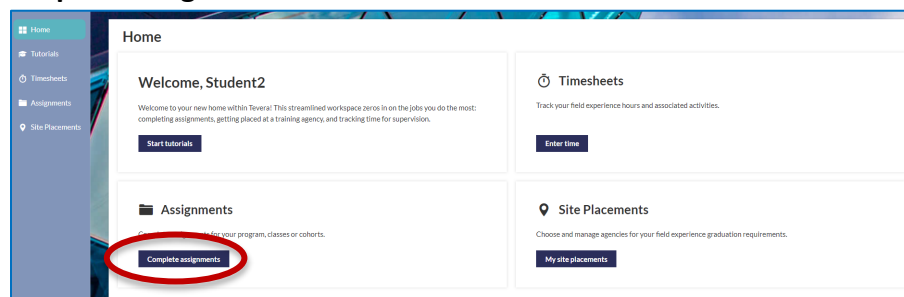 Home
Tutorials
Timesheets
Assignments
Site Placements
Home
Welcome, Student2
Welcome to your new home within Tevera! This streamlined workspace zeros in on the jobs you do the most:
completing assignments, getting placed at a training agency, and tracking time for supervision.
Start tutorials
Timesheets
Track your field experience hours and associated activities.
Enter time
Assignments
for your program, classes or cohorts.
Complete assignments
Site Placements
Choose and manage agencies for your field experience graduation requirements.
My site placements